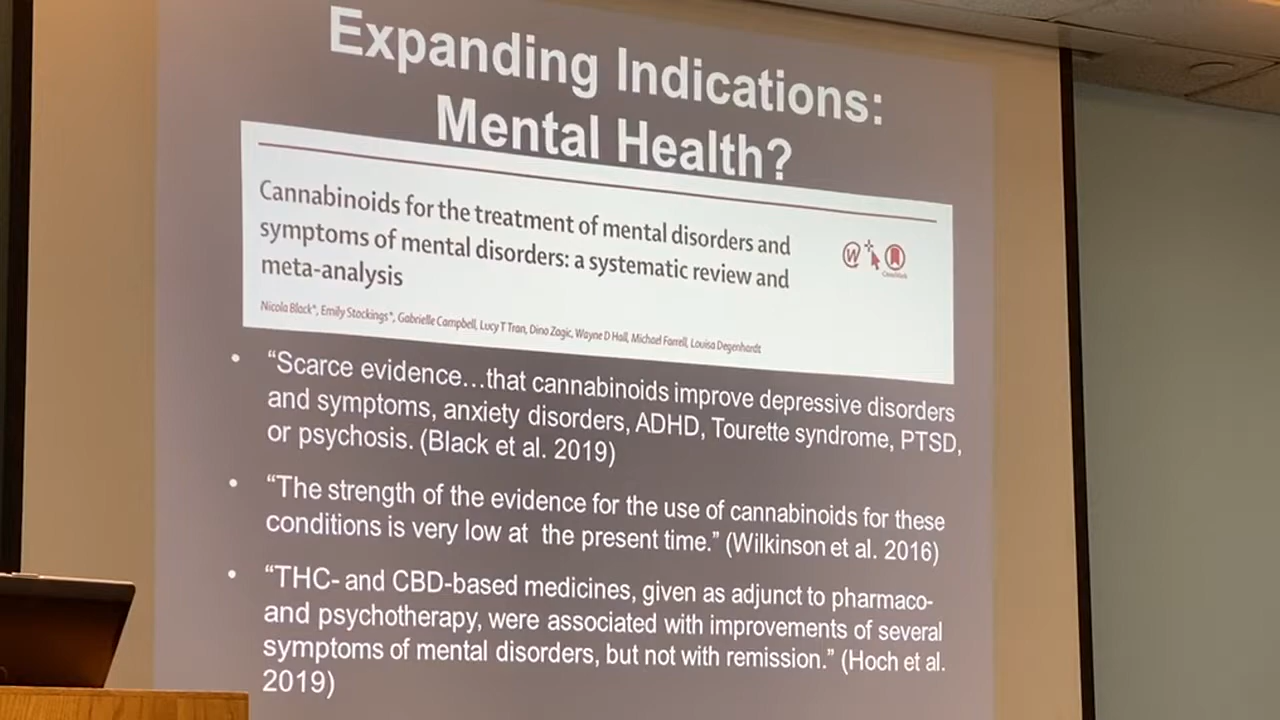 Expanding Indications:
Mental Health?
Cannabinoids for the treatment of mental disorders and
symptoms of mental disorders: a systematic review and
meta-analysis
W
CrossMark
Nicola Black*, Emily Stockings*, Gabrielle Campbell, Lucy T Tran, Dino Zagic, Wayne D Hall, Michael Farrell, Louisa Degenhardt
• “Scarce evidence…that cannabinoids improve depressive disorders
and symptoms, anxiety disorders, ADHD, Tourette syndrome, PTSD,
or psychosis. (Black et al. 2019)
• “The strength of the evidence for the use of cannabinoids for these
conditions is very low at the present time.” (Wilkinson et al. 2016)
• “THC- and CBD-based medicines, given as adjunct to pharmaco-
and psychotherapy, were associated with improvements of several
symptoms of mental disorders, but not with remission.” (Hoch et al.
2019)